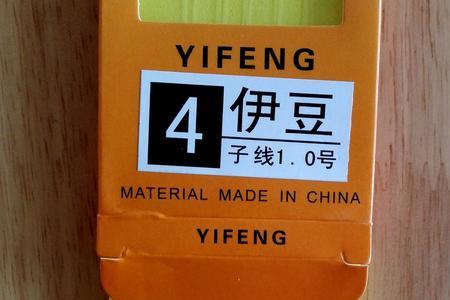 YIFENG
4 伊豆
子线1.0号
MATERIAL MADE IN CHINA
YIFENG